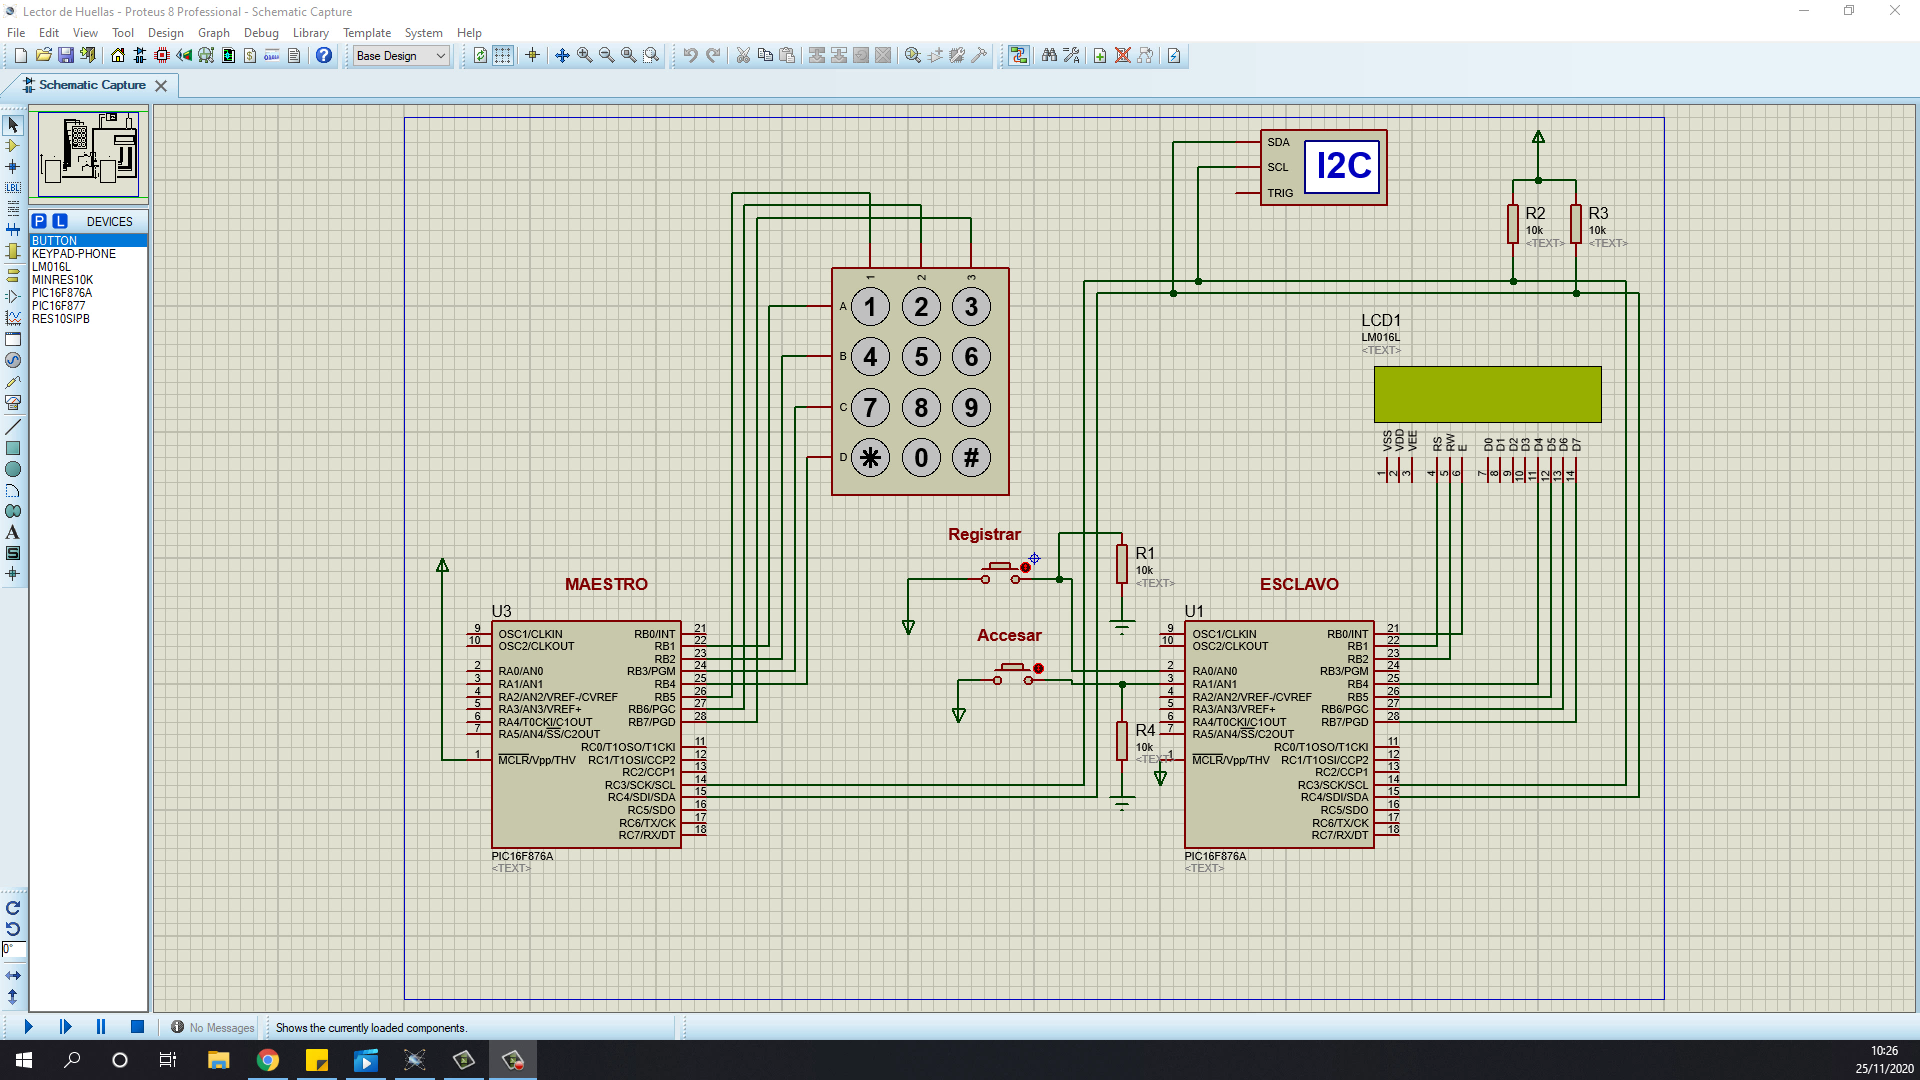 Lector de Huellas - Proteus 8 Professional - Schematic Capture
File Edit View Tool Design Graph Debug Library Template System Help
Base Design
Schematic Capture
P L DEVICES
BUTTON
KEYPAD-PHONE
LM016L
MINRES10K
PIC16F876A
PIC16F877
RES10SIPB
LBL
A
S
0°
SDA
SCL
TRIG
I2C
R2
10k
<TEXT>
R3
10k
<TEXT>
1 2 3
A 1 2 3
B 4 5 6
C 7 8 9
D * 0 #
LCD1
LM016L
<TEXT>
VSS VDD VEE RS RW E D0 D1 D2 D3 D4 D5 D6 D7
1 2 3 4 5 6 7 8 9 10 11 12 13 14
Registrar
R1
10k
<TEXT>
Accesar
R4
10k
<TEXT>
MAESTRO
U3
9 OSC1/CLKIN RB0/INT 21
10 OSC2/CLKOUT RB1 22
RB2 23
2 RA0/AN0 RB3/PGM 24
3 RA1/AN1 RB4 25
4 RA2/AN2/VREF-/CVREF RB5 26
5 RA3/AN3/VREF+ RB6/PGC 27
6 RA4/T0CKI/C1OUT RB7/PGD 28
7 RA5/AN4/SS/C2OUT
RC0/T1OSO/T1CKI 11
1 MCLR/Vpp/THV RC1/T1OSI/CCP2 12
RC2/CCP1 13
RC3/SCK/SCL 14
RC4/SDI/SDA 15
RC5/SDO 16
RC6/TX/CK 17
RC7/RX/DT 18
PIC16F876A
<TEXT>
ESCLAVO
U1
9 OSC1/CLKIN RB0/INT 21
10 OSC2/CLKOUT RB1 22
RB2 23
2 RA0/AN0 RB3/PGM 24
3 RA1/AN1 RB4 25
4 RA2/AN2/VREF-/CVREF RB5 26
5 RA3/AN3/VREF+ RB6/PGC 27
6 RA4/T0CKI/C1OUT RB7/PGD 28
7 RA5/AN4/SS/C2OUT
RC0/T1OSO/T1CKI 11
1 MCLR/Vpp/THV RC1/T1OSI/CCP2 12
RC2/CCP1 13
RC3/SCK/SCL 14
RC4/SDI/SDA 15
RC5/SDO 16
RC6/TX/CK 17
RC7/RX/DT 18
PIC16F876A
<TEXT>
No Messages Shows the currently loaded components.
10:26
25/11/2020